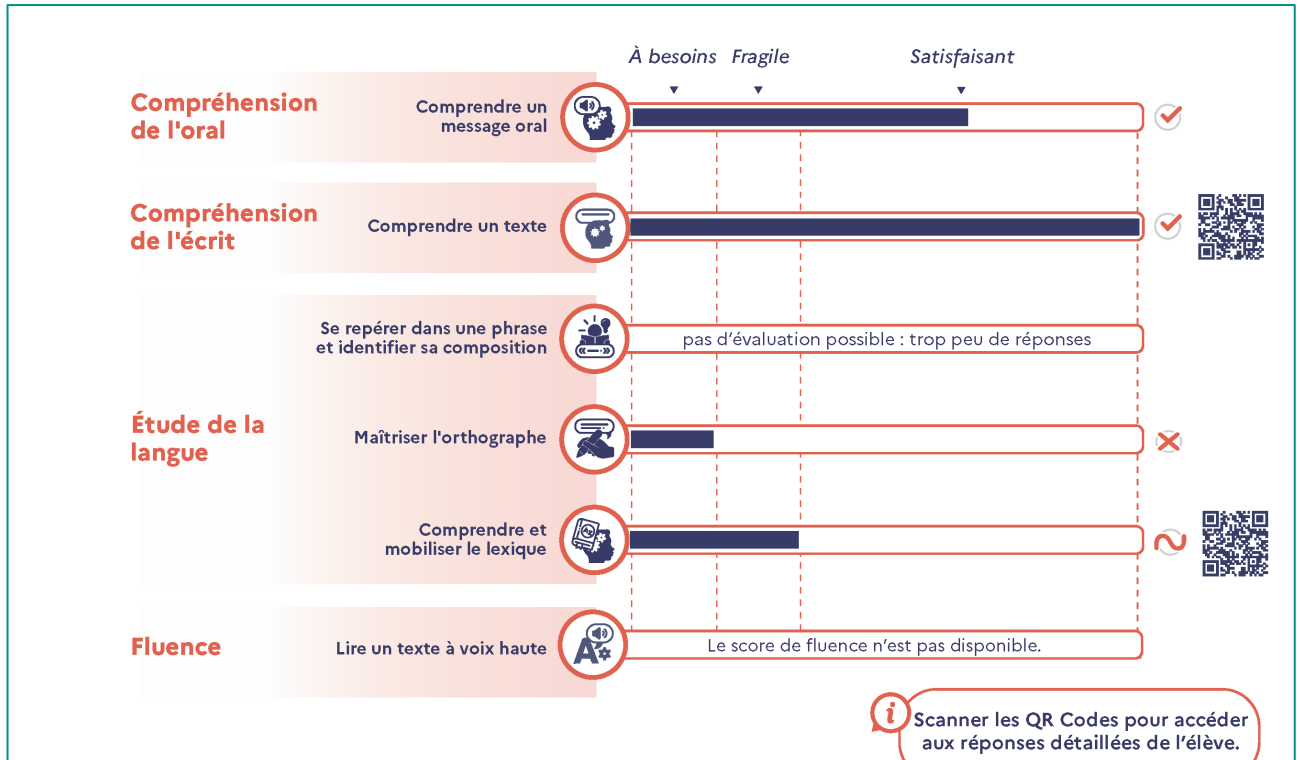 À besoins Fragile Satisfaisant
Compréhension
de l'oral
Comprendre un
message oral
Compréhension
de l'écrit
Comprendre un texte
Étude de la
langue
Se repérer dans une phrase
et identifier sa composition
pas d’évaluation possible : trop peu de réponses
Maîtriser l'orthographe
Comprendre et
mobiliser le lexique
Fluence
Lire un texte à voix haute
A
Le score de fluence n’est pas disponible.
i
Scanner les QR Codes pour accéder
aux réponses détaillées de l’élève.